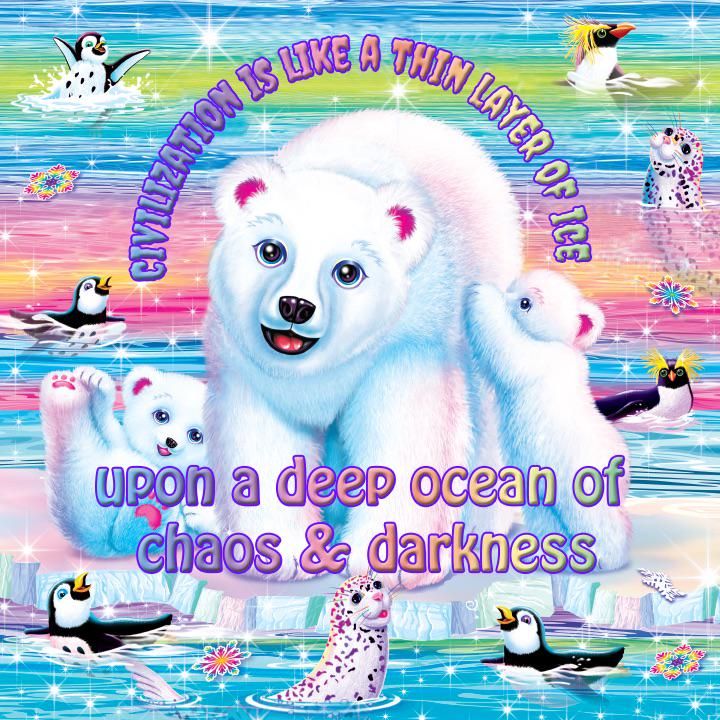 CIVILIZATION IS LIKE A THIN LAYER OF ICE
upon a deep ocean of
chaos & darkness